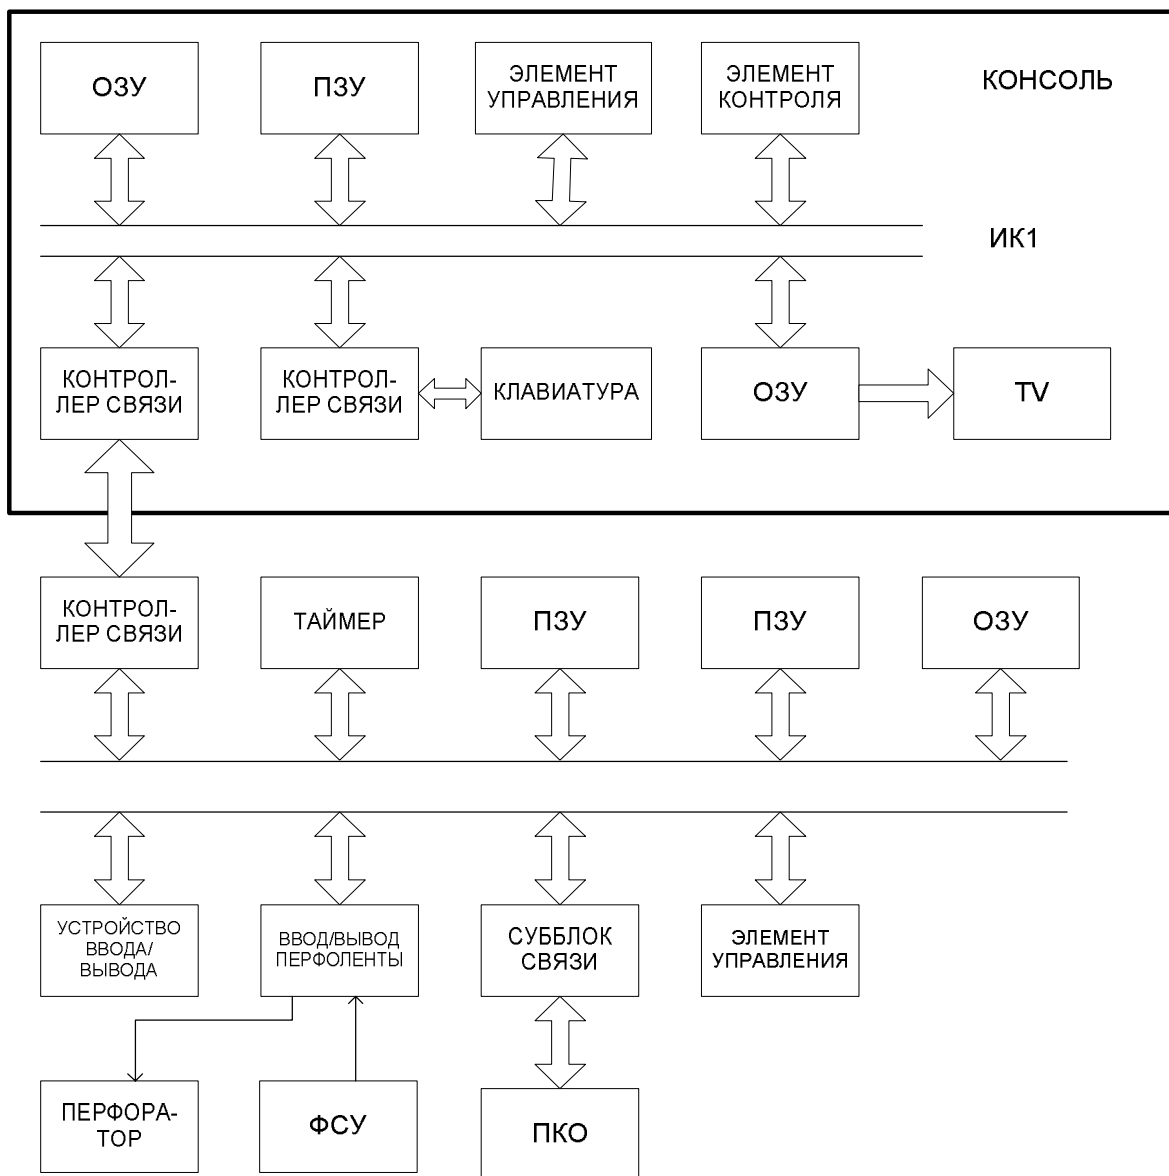 ОЗУ
ПЗУ
ЭЛЕМЕНТ
УПРАВЛЕНИЯ
ЭЛЕМЕНТ
КОНТРОЛЯ
КОНСОЛЬ
ИК1
КОНТРОЛ-
ЛЕР СВЯЗИ
КОНТРОЛ-
ЛЕР СВЯЗИ
КЛАВИАТУРА
ОЗУ
TV
КОНТРОЛ-
ЛЕР СВЯЗИ
ТАЙМЕР
ПЗУ
ПЗУ
ОЗУ
УСТРОЙСТВО
ВВОДА/
ВЫВОДА
ВВОД/ВЫВОД
ПЕРФОЛЕНТЫ
СУББЛОК
СВЯЗИ
ЭЛЕМЕНТ
УПРАВЛЕНИЯ
ПЕРФОРА-
ТОР
ФСУ
ПКО